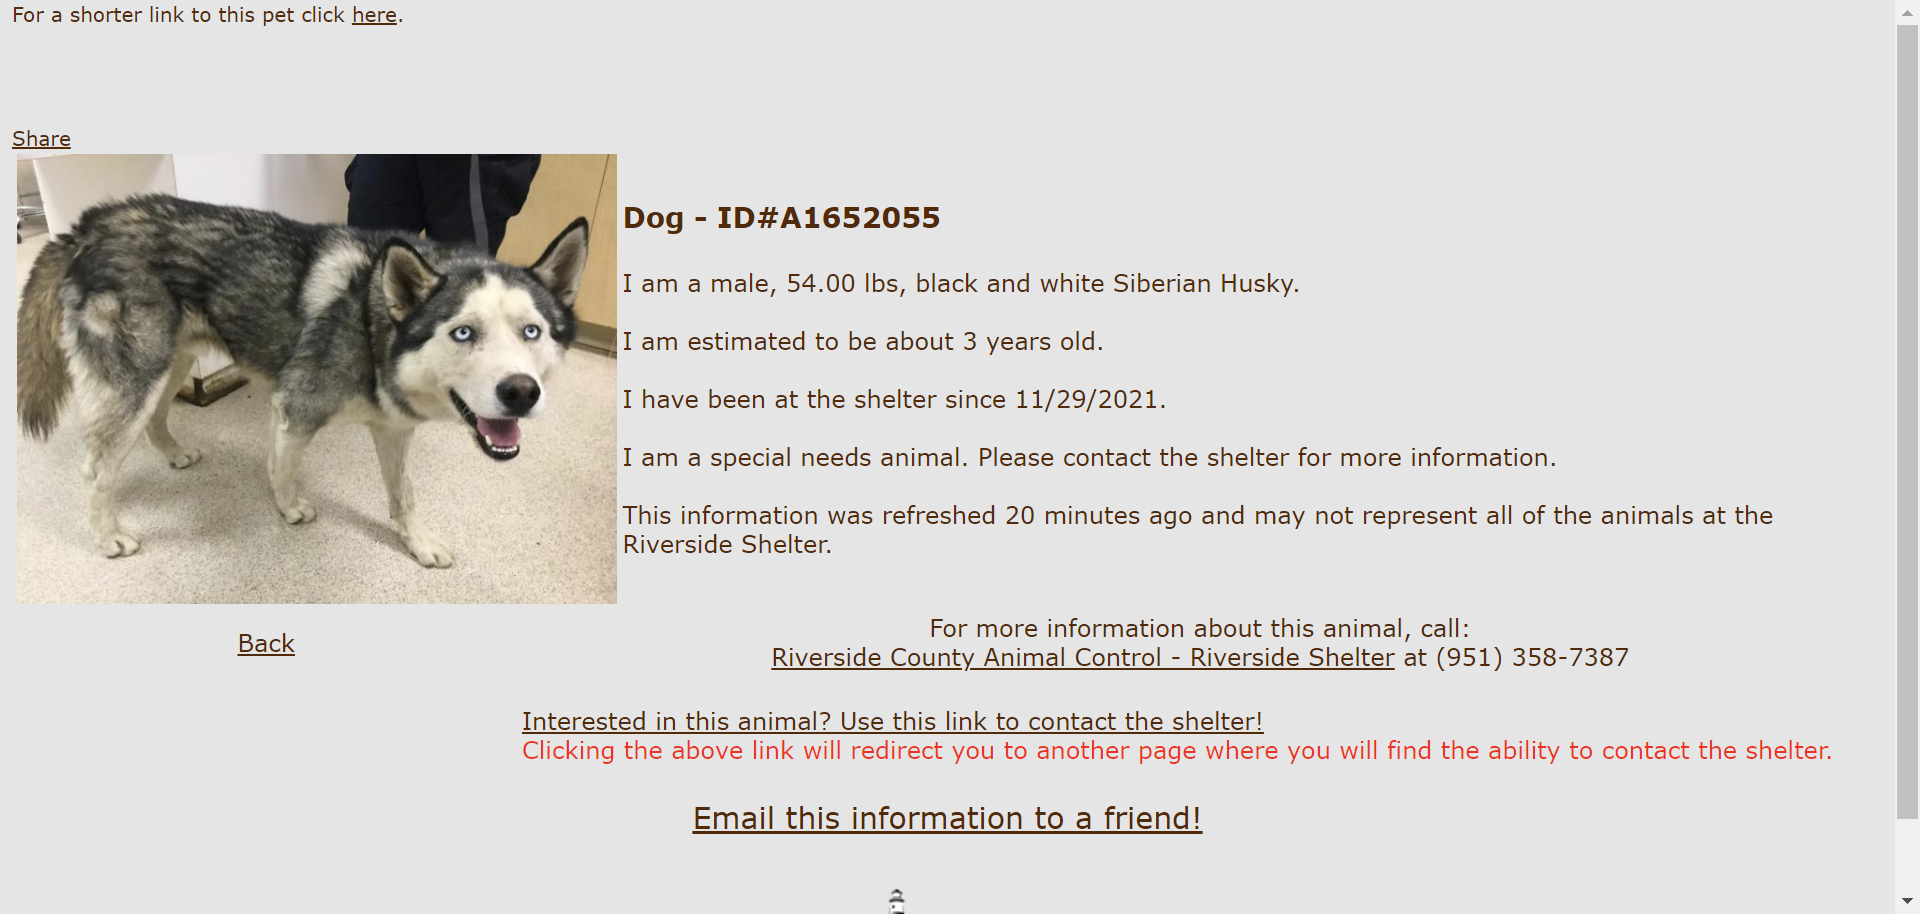 For a shorter link to this pet click here.
Share
Dog - ID#A1652055
I am a male, 54.00 lbs, black and white Siberian Husky.
I am estimated to be about 3 years old.
I have been at the shelter since 11/29/2021.
I am a special needs animal. Please contact the shelter for more information.
This information was refreshed 20 minutes ago and may not represent all of the animals at the
Riverside Shelter.
Back
For more information about this animal, call:
Riverside County Animal Control - Riverside Shelter at (951) 358-7387
Interested in this animal? Use this link to contact the shelter!
Clicking the above link will redirect you to another page where you will find the ability to contact the shelter.
Email this information to a friend!